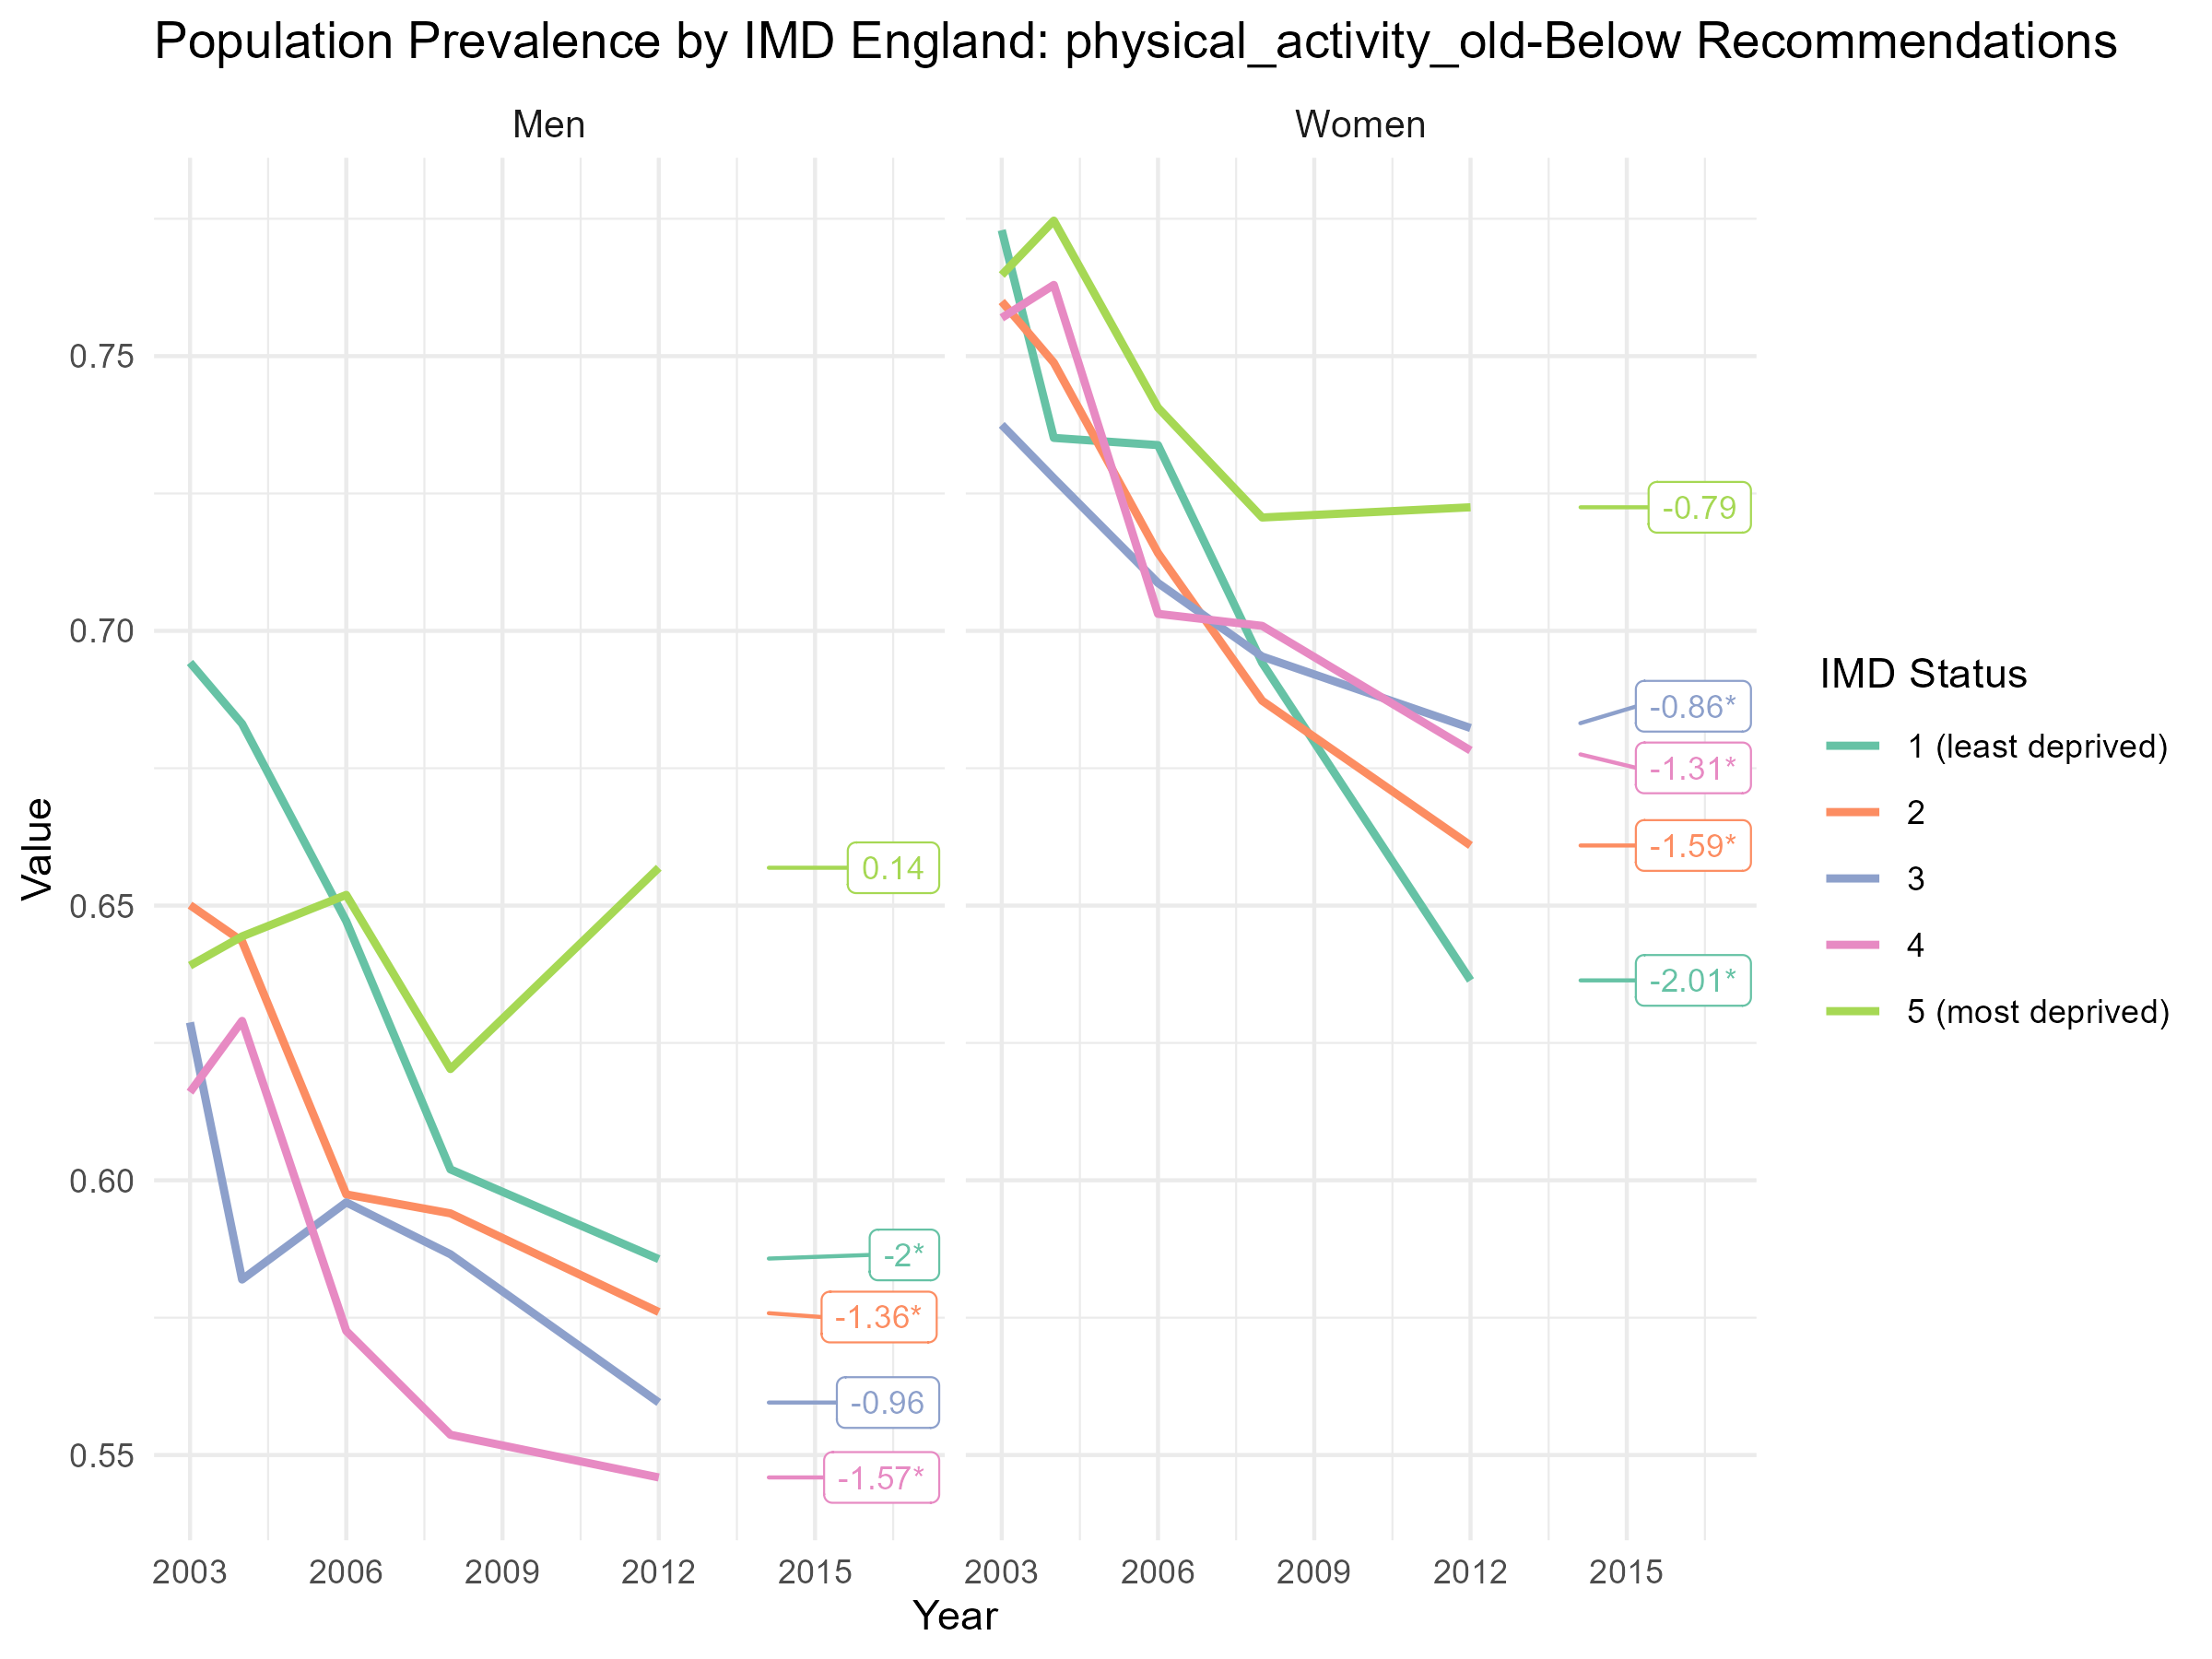 Population Prevalence by IMD England: physical_activity_old-Below Recommendations
Men
Women
Value
0.75
0.70
0.65
0.60
0.55
0.14
-2*
-1.36*
-0.96
-1.57*
-0.79
-0.86*
-1.31*
-1.59*
-2.01*
2003 2006 2009 2012 2015
2003 2006 2009 2012 2015
Year
IMD Status
1 (least deprived)
2
3
4
5 (most deprived)